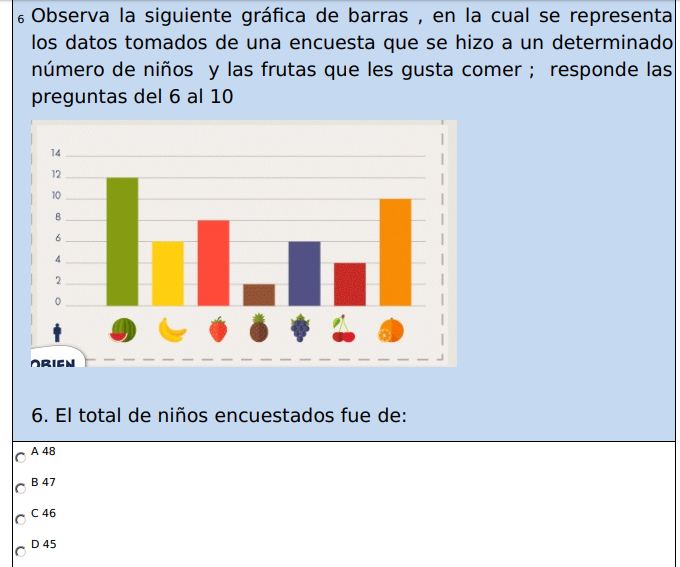 6 Observa la siguiente gráfica de barras , en la cual se representa
los datos tomados de una encuesta que se hizo a un determinado
número de niños y las frutas que les gusta comer ; responde las
preguntas del 6 al 10
14
12
10
8
6
4
2
0
OBIEN
6. El total de niños encuestados fue de:
A 48
B 47
C 46
D 45